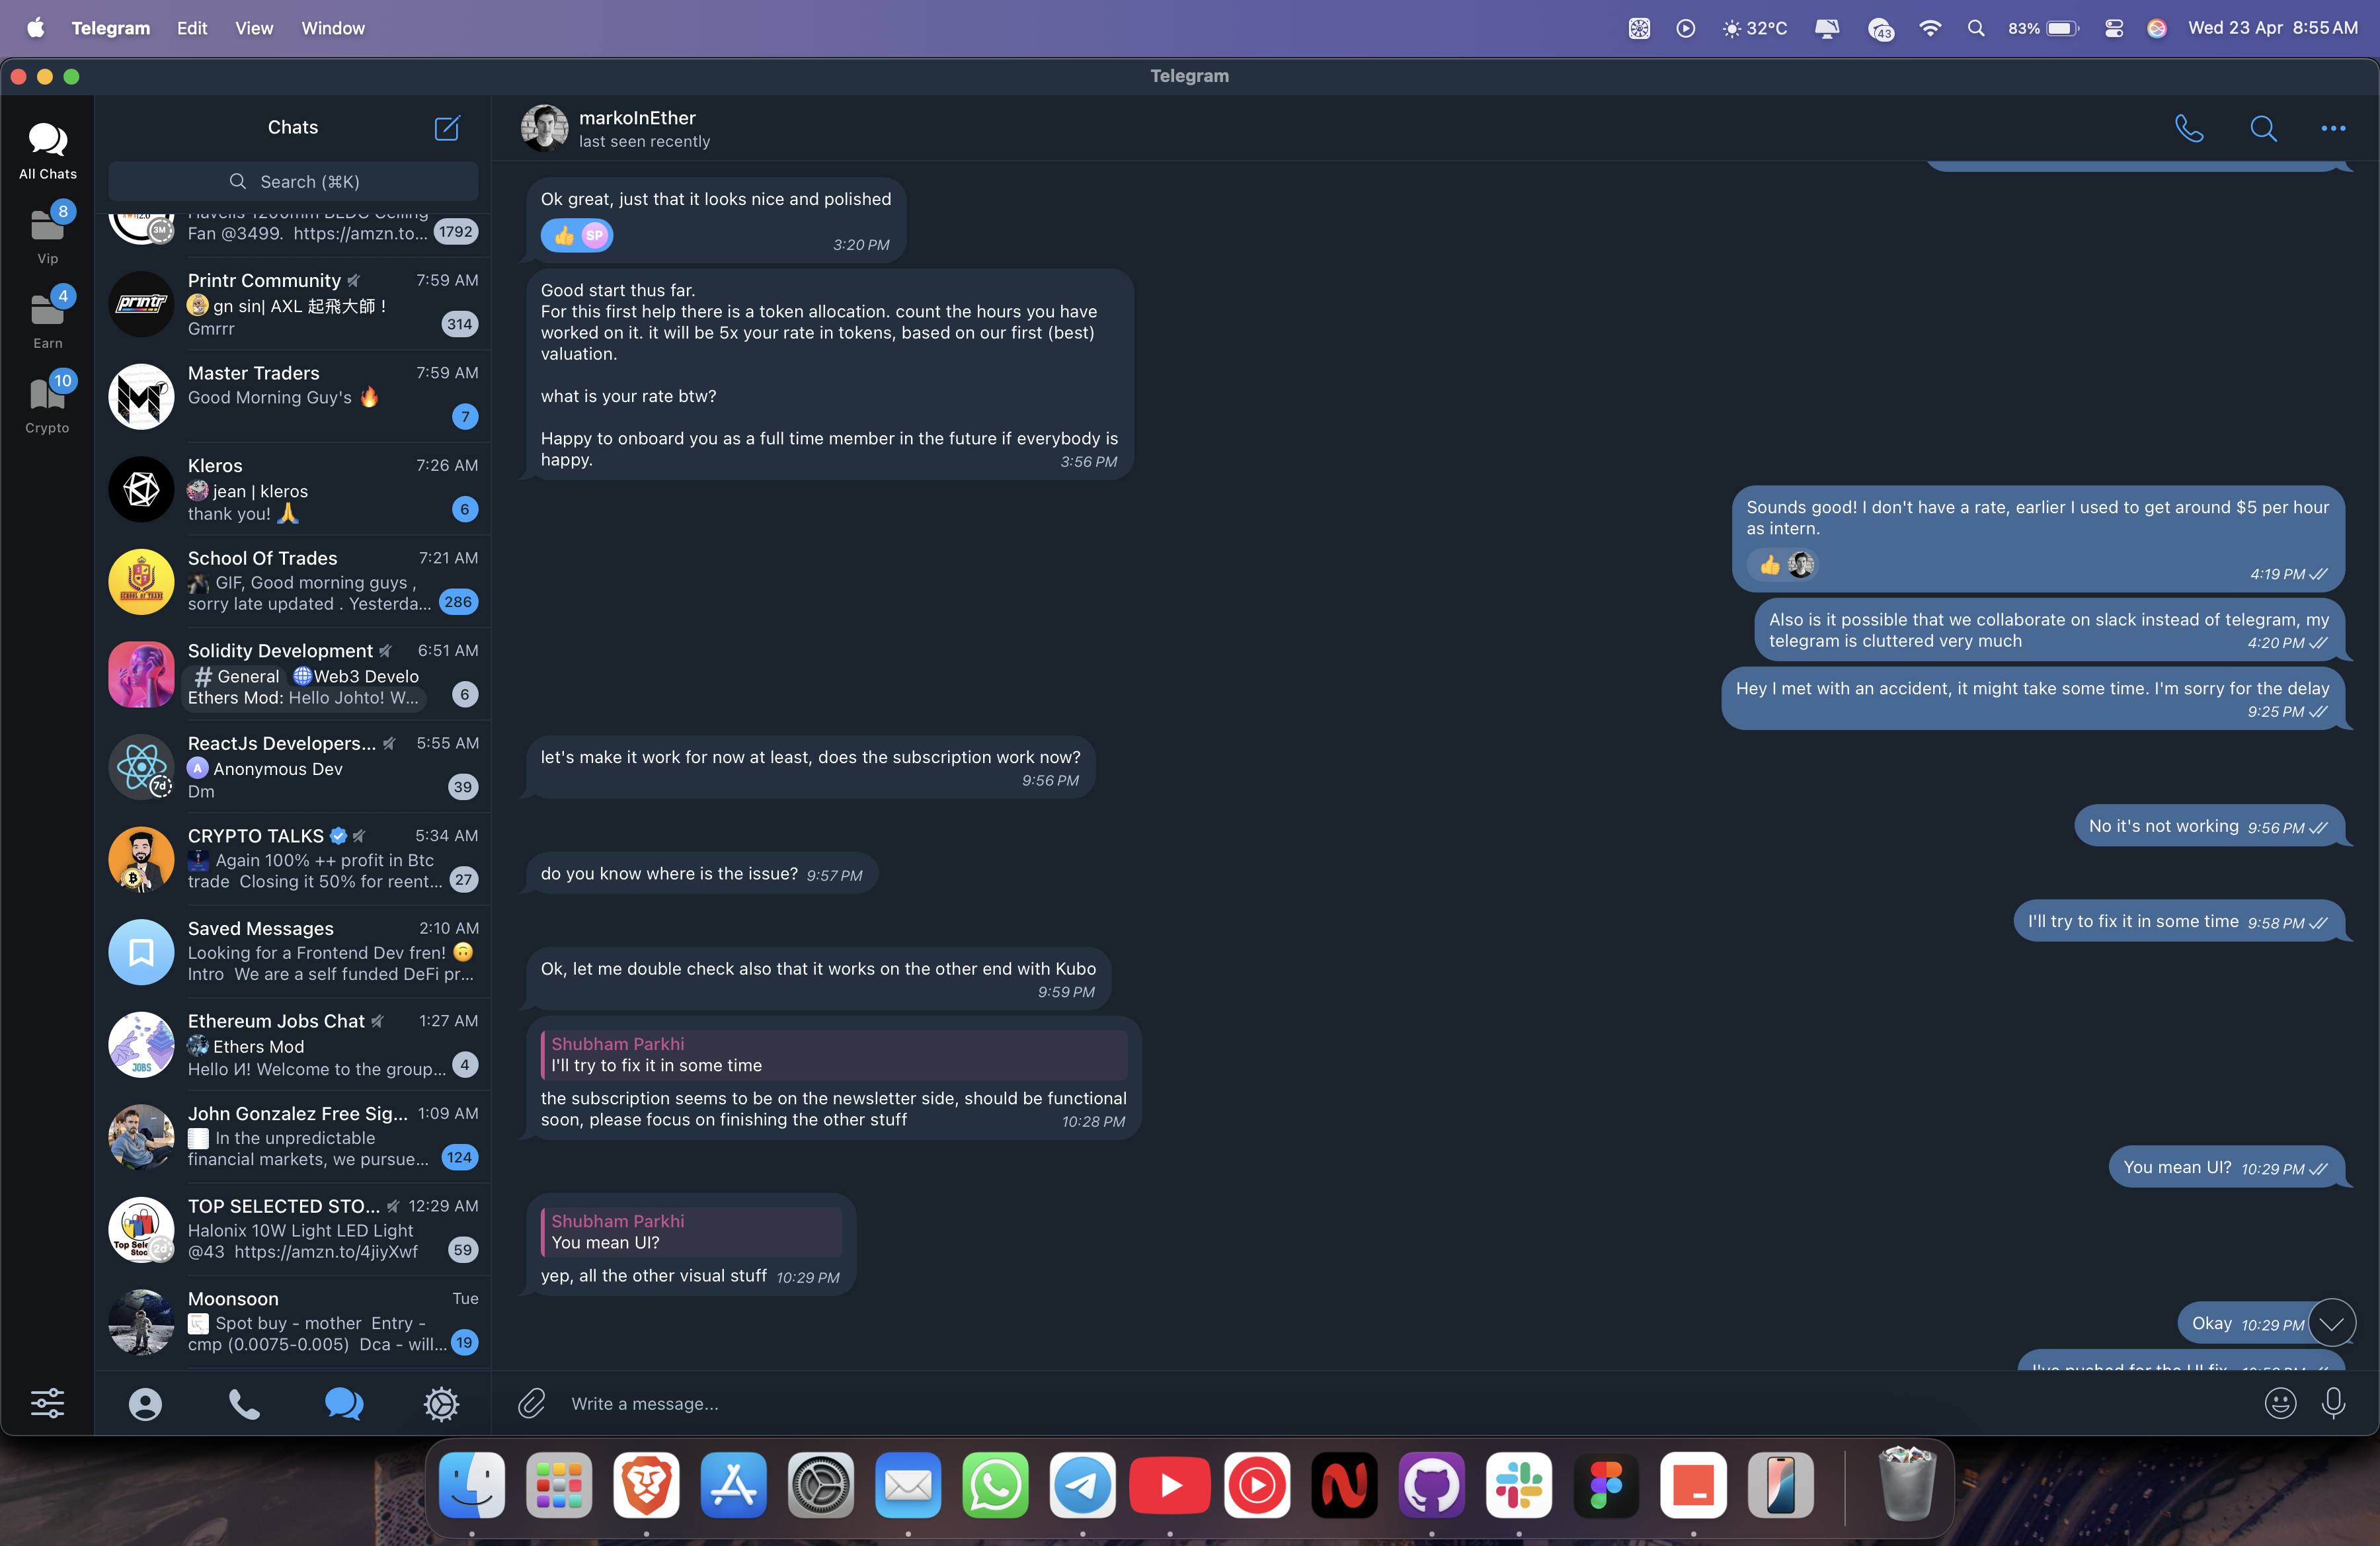 Telegram Edit View Window
32°C 43 83% Wed 23 Apr 8:55 AM
Telegram
All Chats
8
Vip
4
Earn
10
Crypto
Chats
Search (⌘K)
Fan @3499. https://amzn.to... 1792
3M
Printr Community 7:59 AM
gn sin| AXL 起飛大師 !
Gmrrr 314
printr
Master Traders 7:59 AM
Good Morning Guy's 🔥
7
Kleros 7:26 AM
jean | kleros
thank you! 🙏 6
School Of Trades 7:21 AM
GIF, Good morning guys ,
sorry late updated . Yesterda... 286
Solidity Development 6:51 AM
# General 🌐Web3 Develo
Ethers Mod: Hello Johto! W... 6
ReactJs Developers... 5:55 AM
A Anonymous Dev
Dm 39
7d
CRYPTO TALKS 5:34 AM
Again 100% ++ profit in Btc
trade Closing it 50% for reent... 27
Saved Messages 2:10 AM
Looking for a Frontend Dev fren! 🙃
Intro We are a self funded DeFi pr...
Ethereum Jobs Chat 1:27 AM
Ethers Mod
Hello И! Welcome to the group... 4
JOBS
John Gonzalez Free Sig... 1:09 AM
In the unpredictable
financial markets, we pursue... 124
TOP SELECTED STO... 12:29 AM
Halonix 10W Light LED Light
@43 https://amzn.to/4jiyXwf 59
2d
Moonsoon Tue
Spot buy - mother Entry -
cmp (0.0075-0.005) Dca - will... 19
markoInEther
last seen recently
Ok great, just that it looks nice and polished
👍 SP 3:20 PM
Good start thus far.
For this first help there is a token allocation. count the hours you have
worked on it. it will be 5x your rate in tokens, based on our first (best)
valuation.
what is your rate btw?
Happy to onboard you as a full time member in the future if everybody is
happy. 3:56 PM
Sounds good! I don't have a rate, earlier I used to get around $5 per hour
as intern.
👍 4:19 PM
Also is it possible that we collaborate on slack instead of telegram, my
telegram is cluttered very much 4:20 PM
Hey I met with an accident, it might take some time. I'm sorry for the delay
9:25 PM
let's make it work for now at least, does the subscription work now?
9:56 PM
No it's not working 9:56 PM
do you know where is the issue? 9:57 PM
I'll try to fix it in some time 9:58 PM
Ok, let me double check also that it works on the other end with Kubo
9:59 PM
Shubham Parkhi
I'll try to fix it in some time
the subscription seems to be on the newsletter side, should be functional
soon, please focus on finishing the other stuff 10:28 PM
You mean UI? 10:29 PM
Shubham Parkhi
You mean UI?
yep, all the other visual stuff 10:29 PM
Okay 10:29 PM
I've pushed for the UI fix
Write a message...